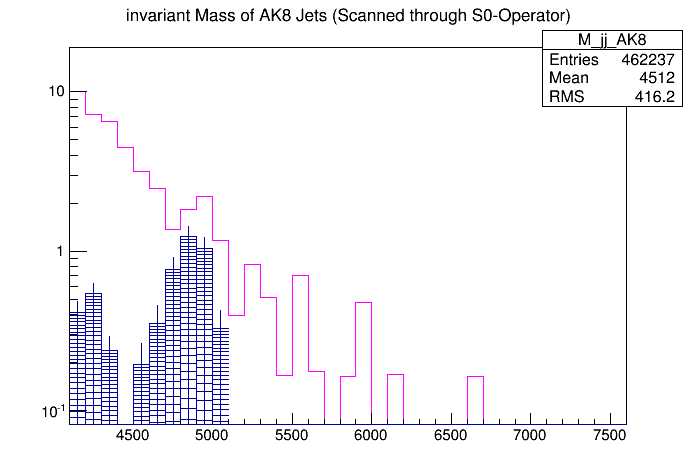 invariant Mass of AK8 Jets (Scanned through S0-Operator)
M_jj_AK8
Entries 462237
Mean 4512
RMS 416.2
10
1
10⁻¹
4500 5000 5500 6000 6500 7000 7500